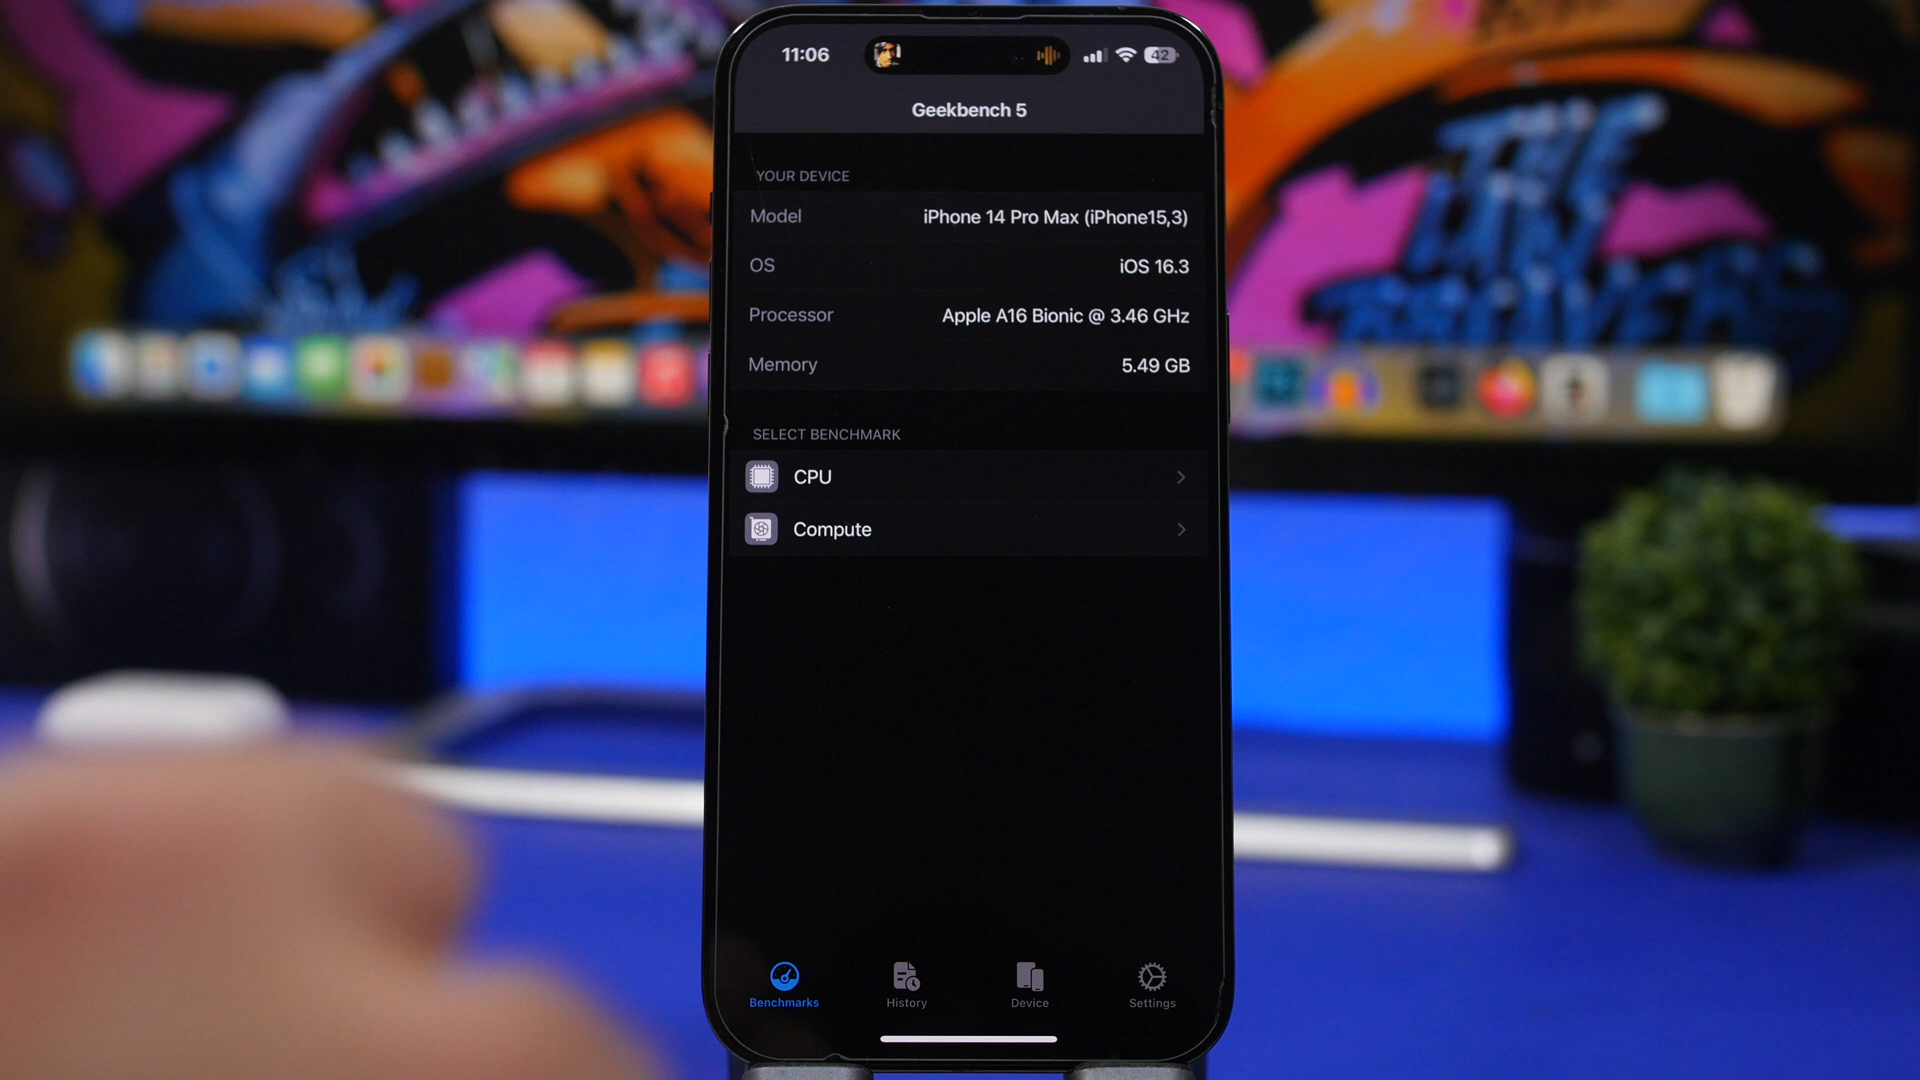 11:06
42
Geekbench 5
YOUR DEVICE
Model iPhone 14 Pro Max (iPhone15,3)
OS iOS 16.3
Processor Apple A16 Bionic @ 3.46 GHz
Memory 5.49 GB
SELECT BENCHMARK
CPU
Compute
Benchmarks History Device Settings
THE